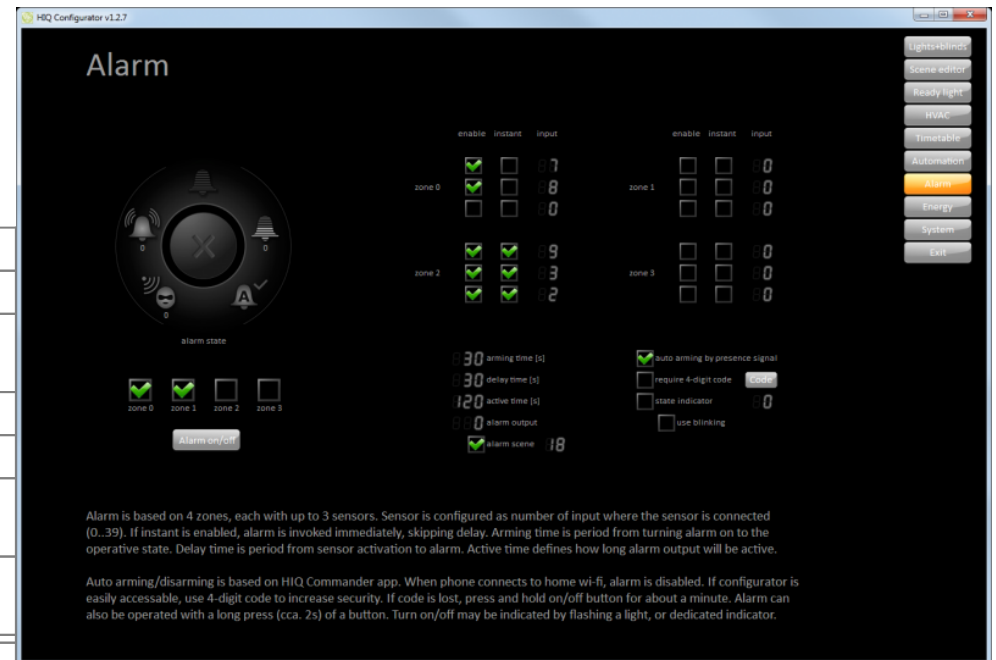 HIQ Configurator v1.2.7
Alarm
Lights+blinds
Scene editor
Ready light
HVAC
Timetable
Automation
Alarm
Energy
System
Exit
enable instant input
enable instant input
zone 0
7
8
0
zone 1
0
0
0
zone 2
9
3
2
zone 3
0
0
0
0
0
0
A
alarm state
zone 0 zone 1 zone 2 zone 3
Alarm on/off
30 arming time [s]
30 delay time [s]
120 active time [s]
0 alarm output
alarm scene 18
auto arming by presence signal
require 4-digit code Code
state indicator 0
use blinking
Alarm is based on 4 zones, each with up to 3 sensors. Sensor is configured as number of input where the sensor is connected
(0..39). If instant is enabled, alarm is invoked immediately, skipping delay. Arming time is period from turning alarm on to the
operative state. Delay time is period from sensor activation to alarm. Active time defines how long alarm output will be active.
Auto arming/disarming is based on HIQ Commander app. When phone connects to home wi-fi, alarm is disabled. If configurator is
easily accessable, use 4-digit code to increase security. If code is lost, press and hold on/off button for about a minute. Alarm can
also be operated with a long press (cca. 2s) of a button. Turn on/off may be indicated by flashing a light, or dedicated indicator.